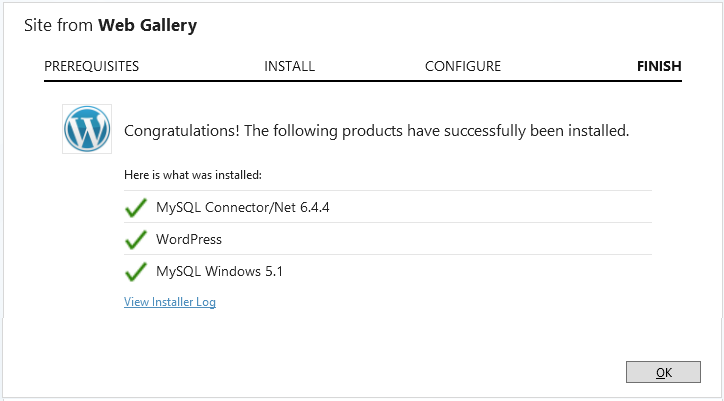 Site from Web Gallery
PREREQUISITES INSTALL CONFIGURE FINISH
Congratulations! The following products have successfully been installed.
Here is what was installed:
MySQL Connector/Net 6.4.4
WordPress
MySQL Windows 5.1
View Installer Log
OK